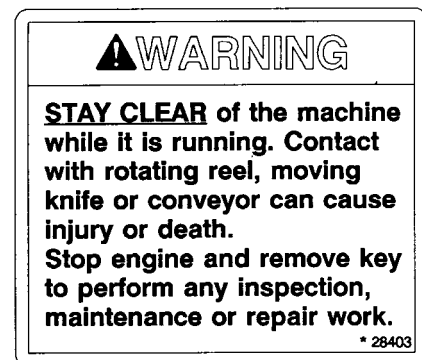 WARNING
STAY CLEAR of the machine
while it is running. Contact
with rotating reel, moving
knife or conveyor can cause
injury or death.
Stop engine and remove key
to perform any inspection,
maintenance or repair work.
* 28403